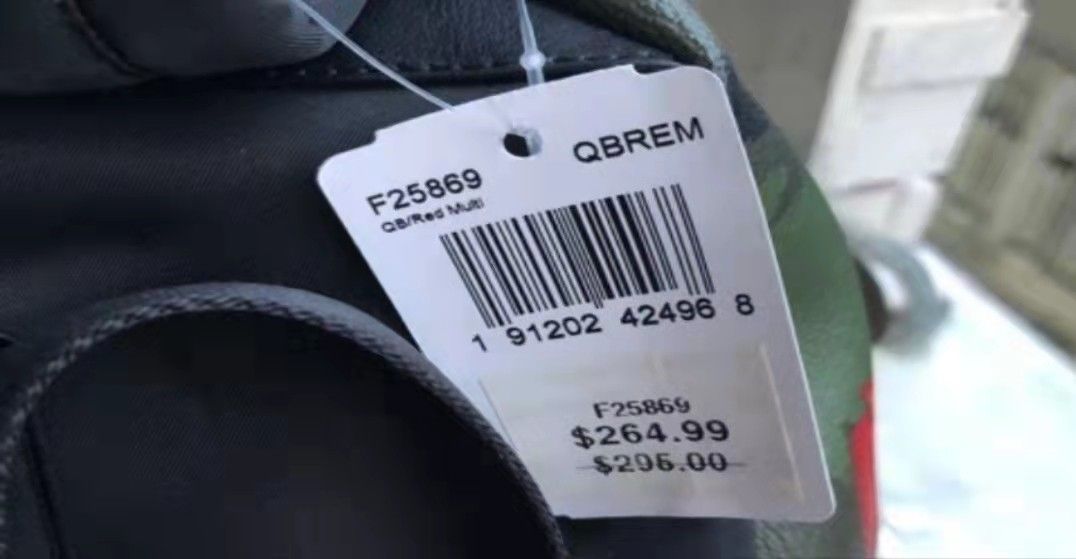 QBREM
F25869
QB/Red Multi
1 91202 42496 8
F25869
$264.99
$295.00